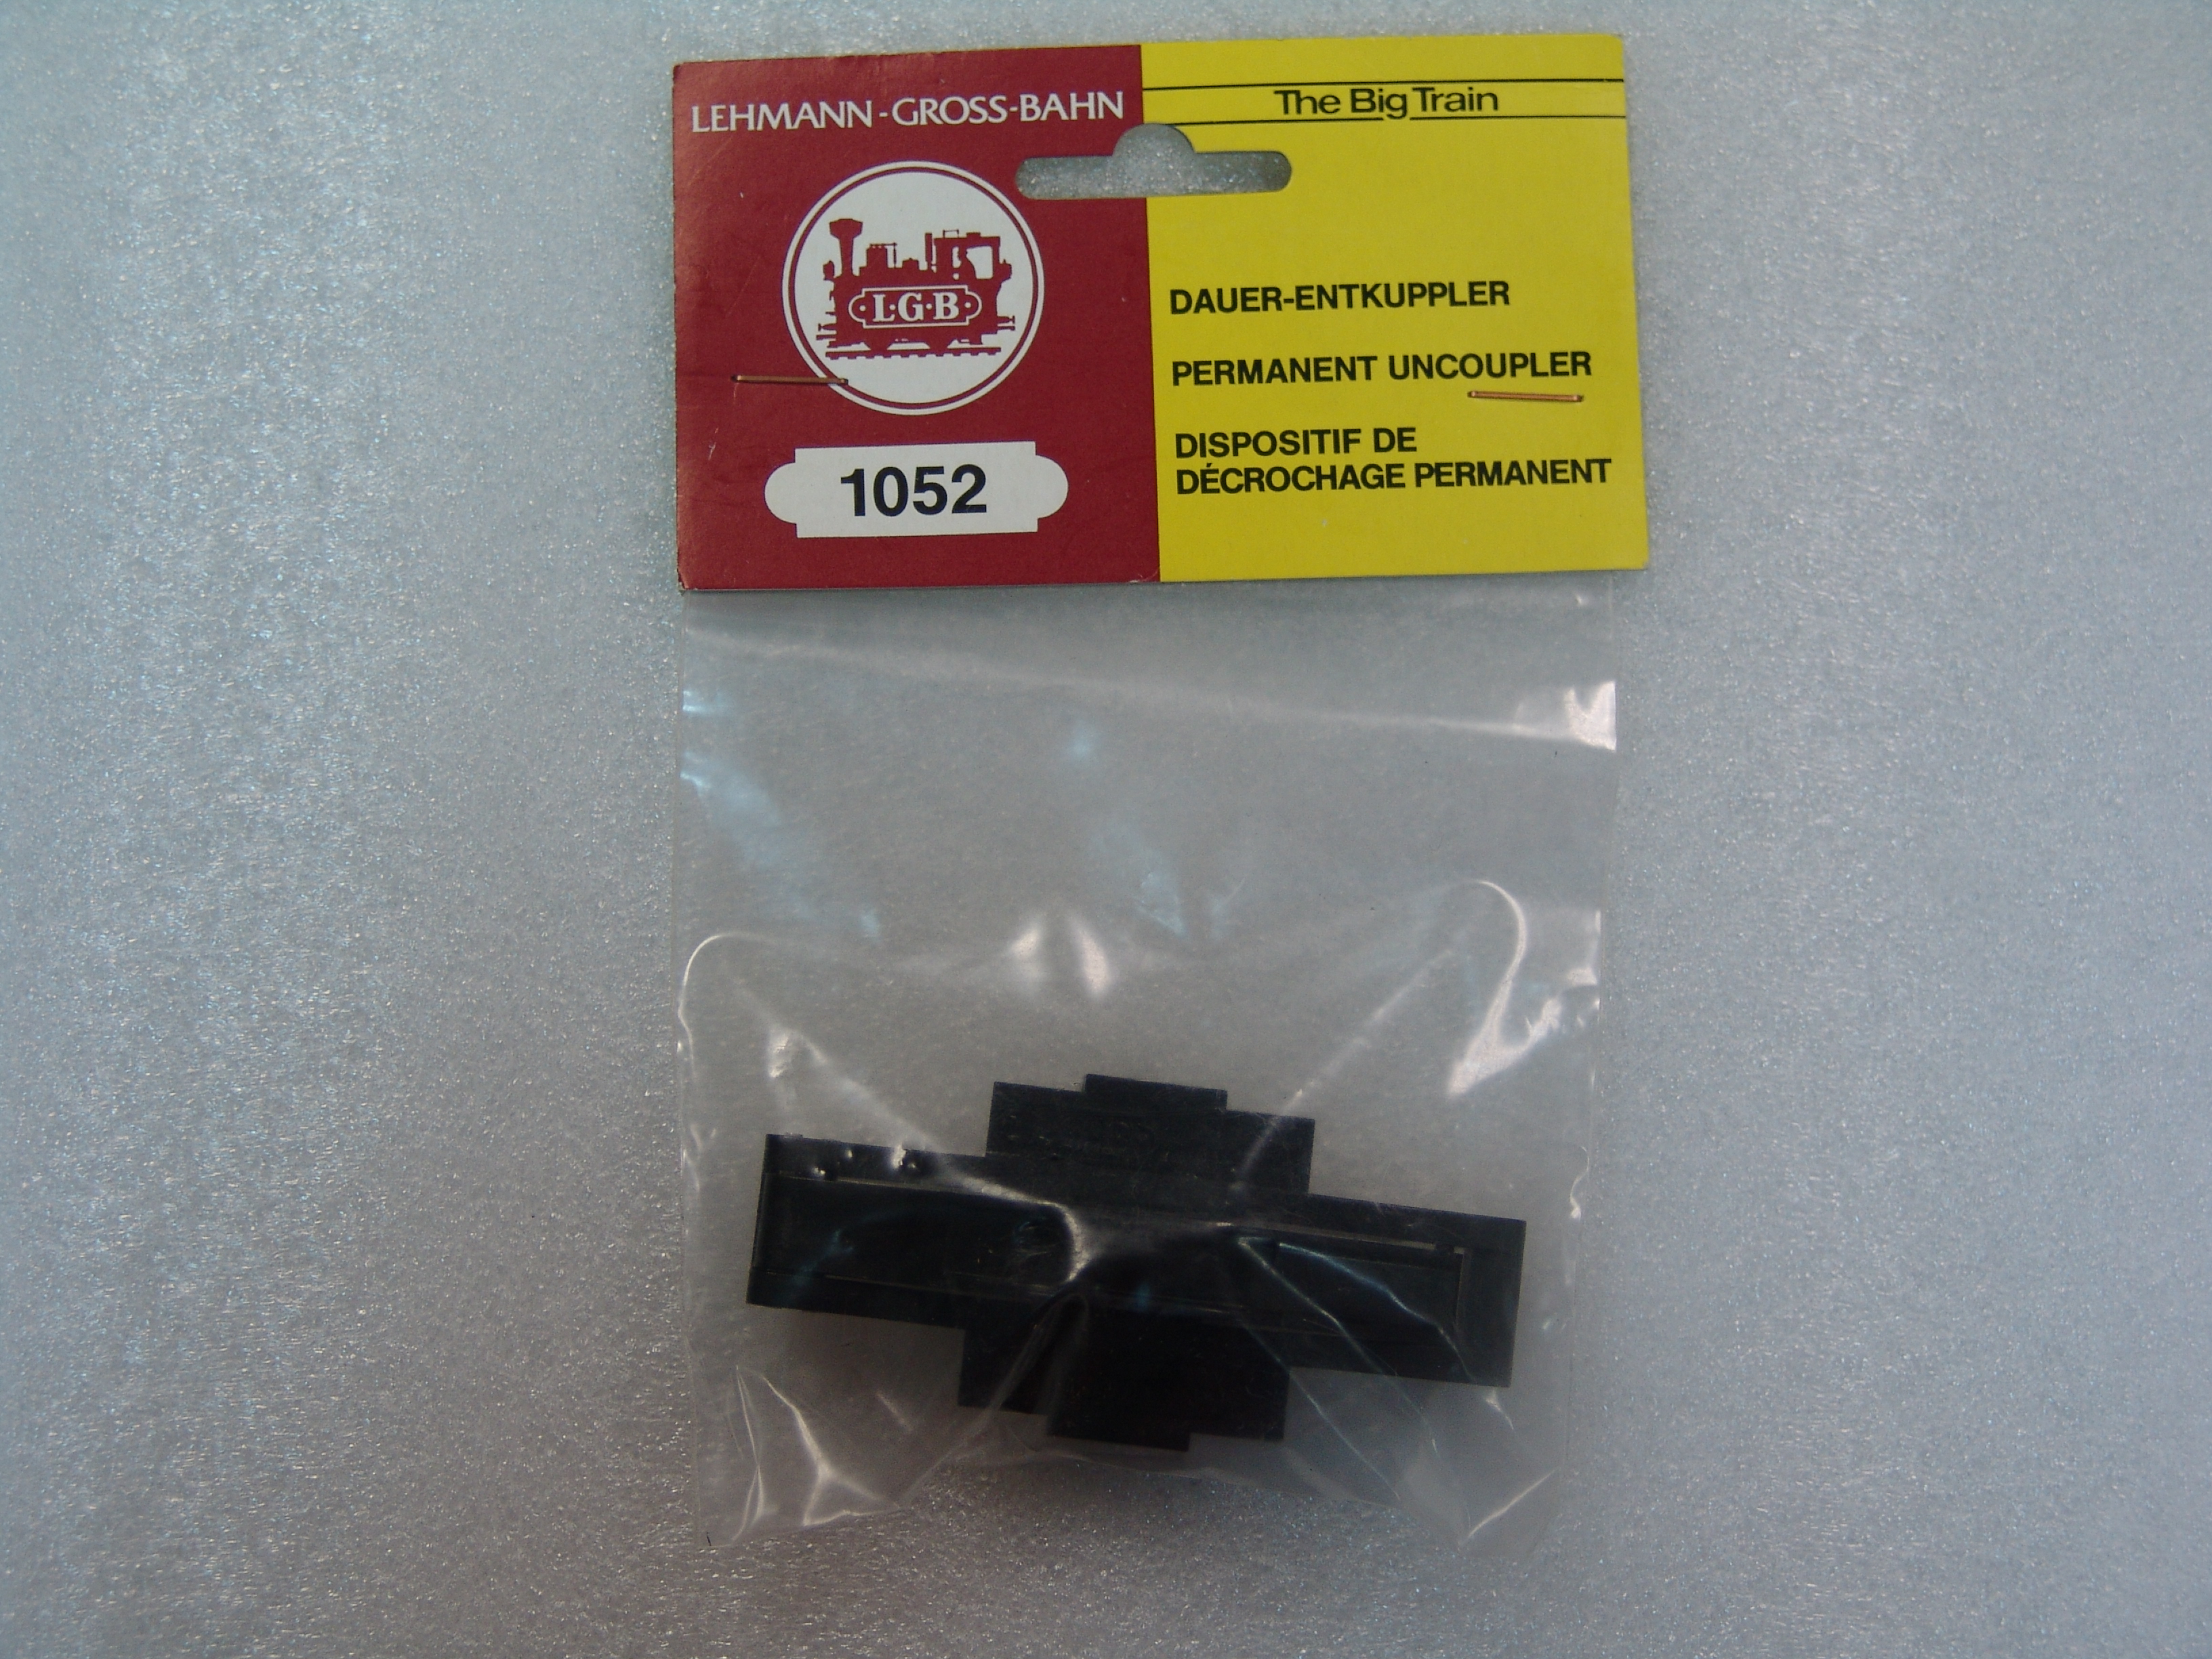 LEHMANN-GROSS-BAHN
The Big Train
L·G·B
1052
DAUER-ENTKUPPLER
PERMANENT UNCOUPLER
DISPOSITIF DE
DÉCROCHAGE PERMANENT